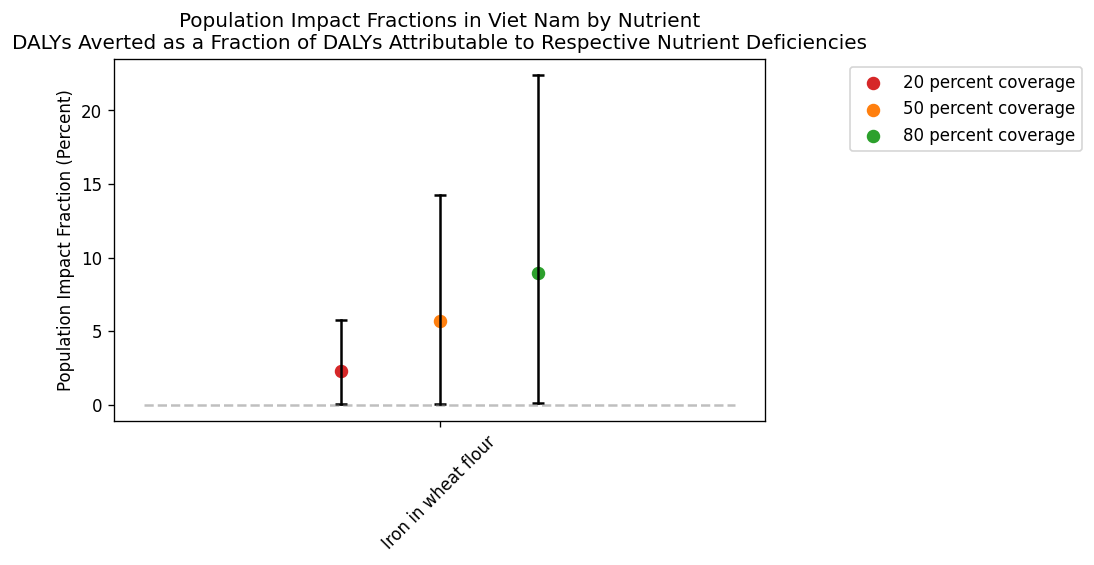 Population Impact Fractions in Viet Nam by Nutrient
DALYs Averted as a Fraction of DALYs Attributable to Respective Nutrient Deficiencies
20 percent coverage
50 percent coverage
80 percent coverage
Population Impact Fraction (Percent)
20
15
10
5
0
Iron in wheat flour